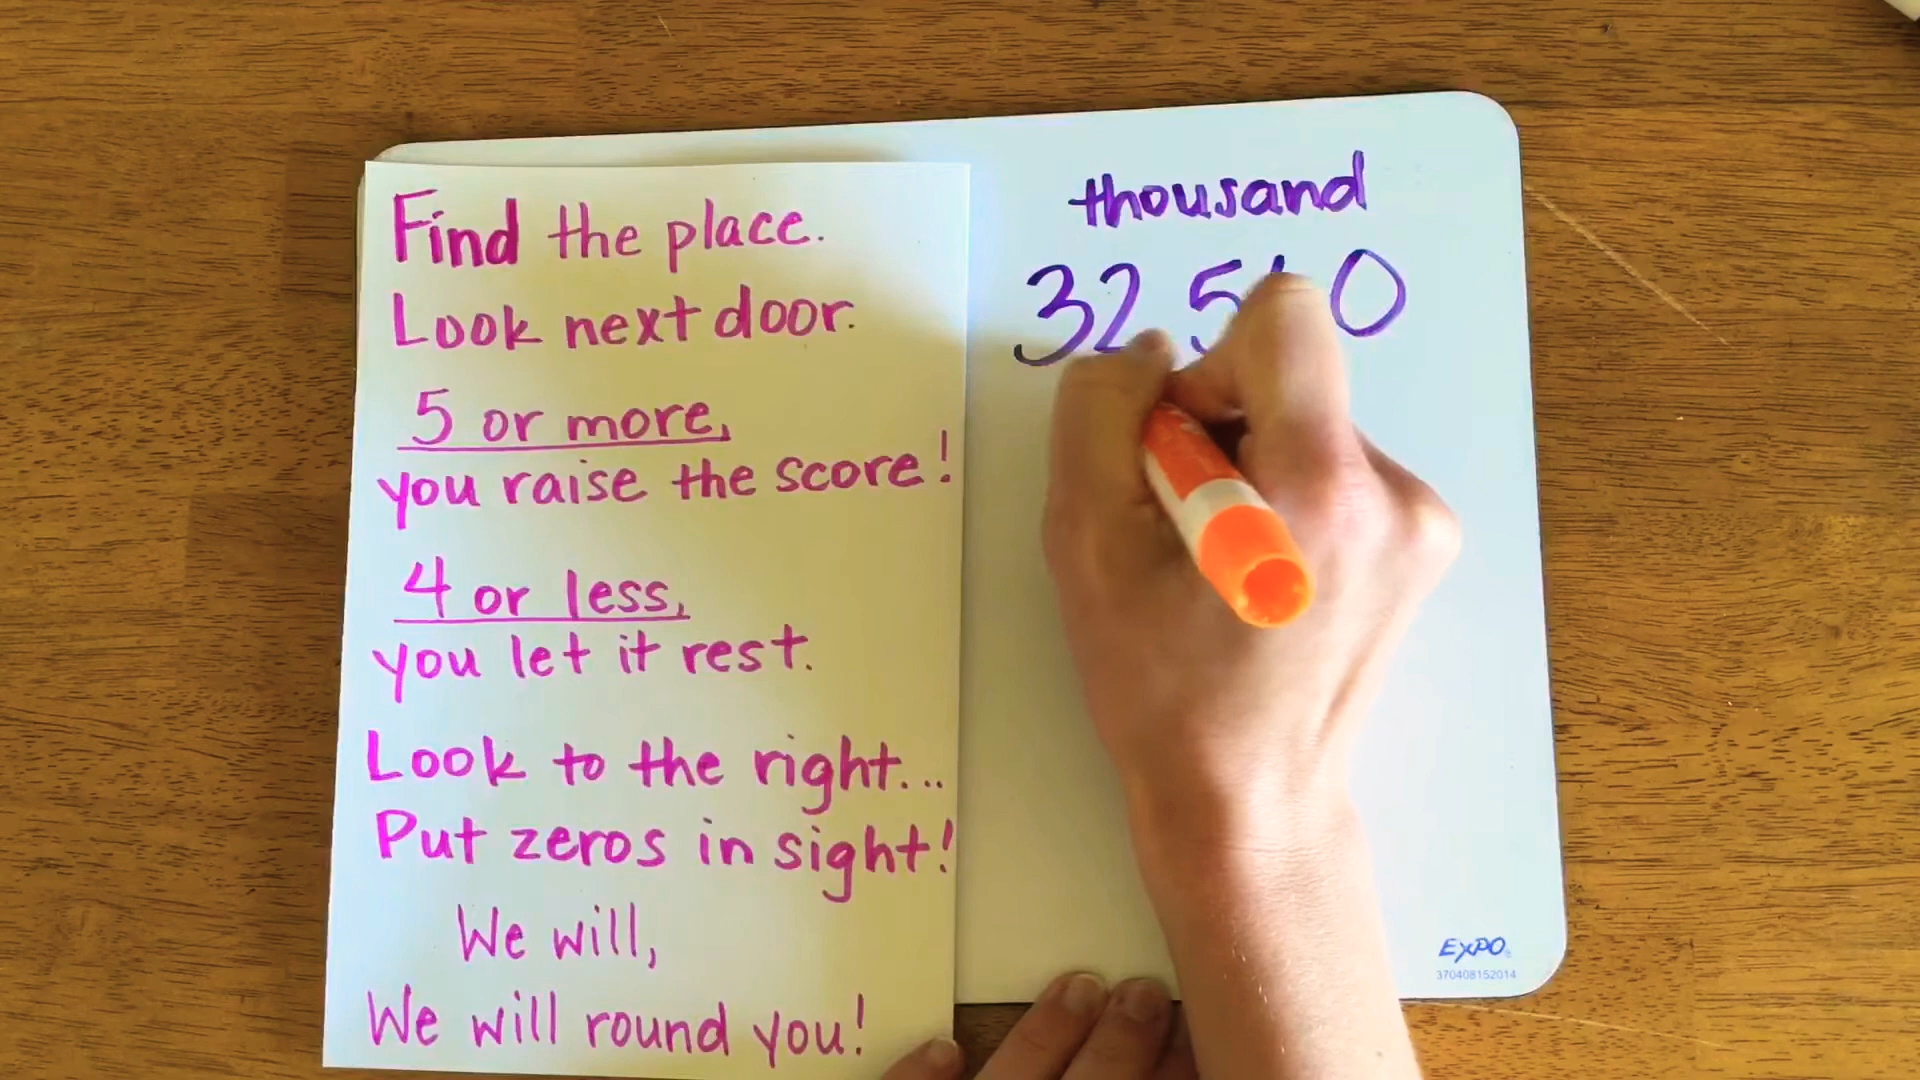 Find the place.
Look next door.
5 or more,
you raise the score!
4 or less,
you let it rest.
Look to the right...
Put zeros in sight!
We will,
We will round you!
thousand
EXPO
370408152014